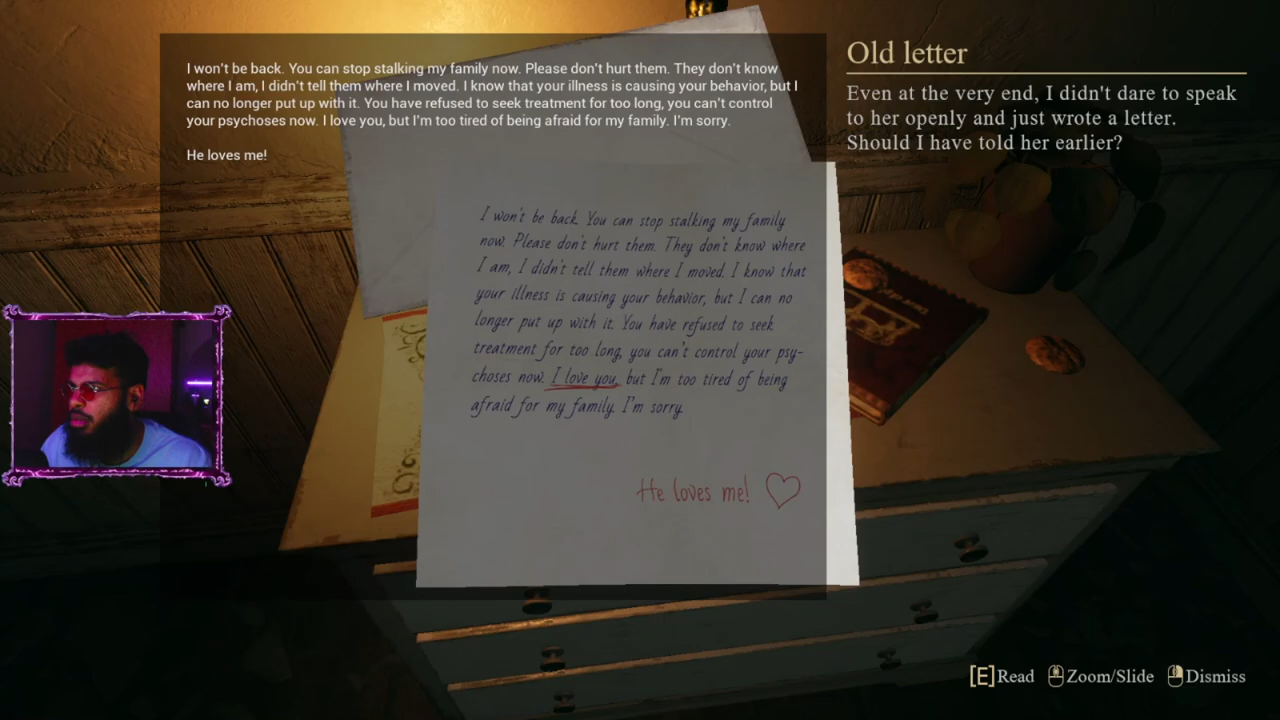 I won't be back. You can stop stalking my family now. Please don't hurt them. They don't know
where I am, I didn't tell them where I moved. I know that your illness is causing your behavior, but I
can no longer put up with it. You have refused to seek treatment for too long, you can't control
your psychoses now. I love you, but I'm too tired of being afraid for my family. I'm sorry.
He loves me!
Old letter
Even at the very end, I didn't dare to speak
to her openly and just wrote a letter.
Should I have told her earlier?
I won't be back. You can stop stalking my family
now. Please don't hurt them. They don't know where
I am, I didn't tell them where I moved. I know that
your illness is causing your behavior, but I can no
longer put up with it. You have refused to seek
treatment for too long, you can't control your psy-
choses now. I love you, but I'm too tired of being
afraid for my family. I'm sorry.
He loves me!
[E]Read Zoom/Slide Dismiss